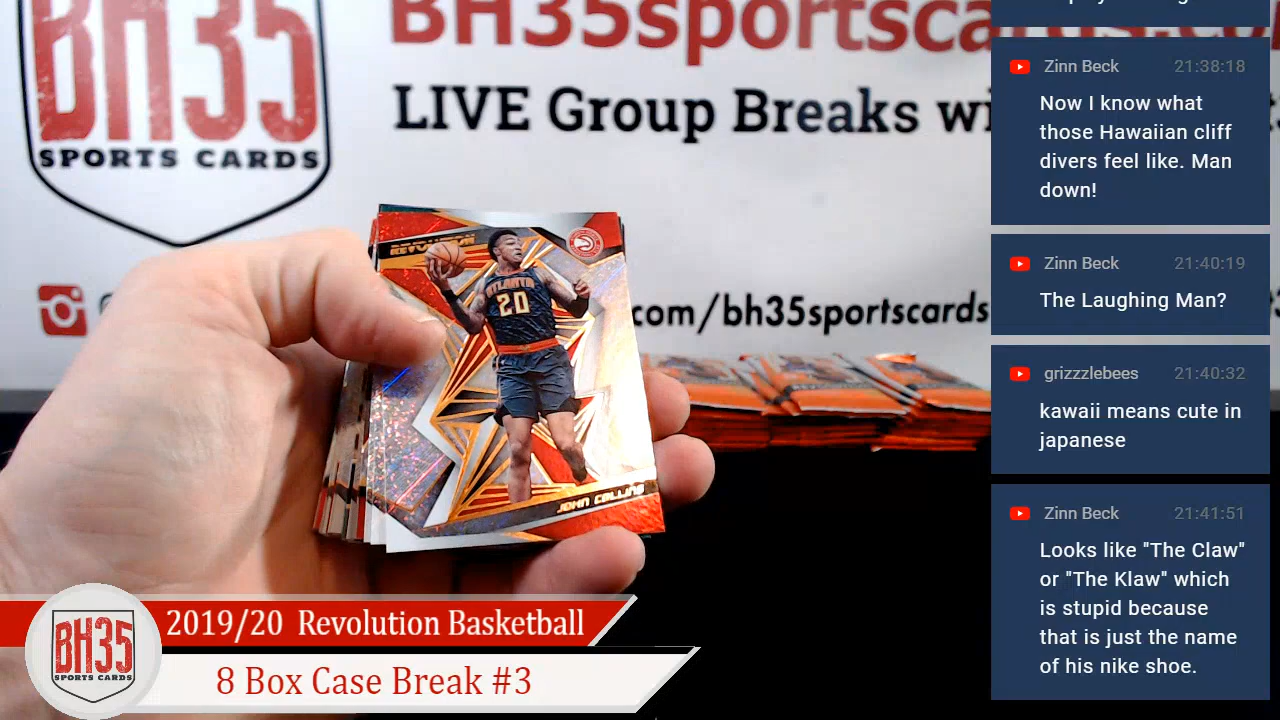 BH35
SPORTS CARDS
BH35sportscards.com
LIVE Group Breaks wi
com/bh35sportscards
REVOLUTION
ATLANTA
20
JOHN COLLINS
Zinn Beck 21:38:18
Now I know what
those Hawaiian cliff
divers feel like. Man
down!
Zinn Beck 21:40:19
The Laughing Man?
grizzzlebees 21:40:32
kawaii means cute in
japanese
Zinn Beck 21:41:51
Looks like "The Claw"
or "The Klaw" which
is stupid because
that is just the name
of his nike shoe.
BH35
SPORTS CARDS
2019/20 Revolution Basketball
8 Box Case Break #3